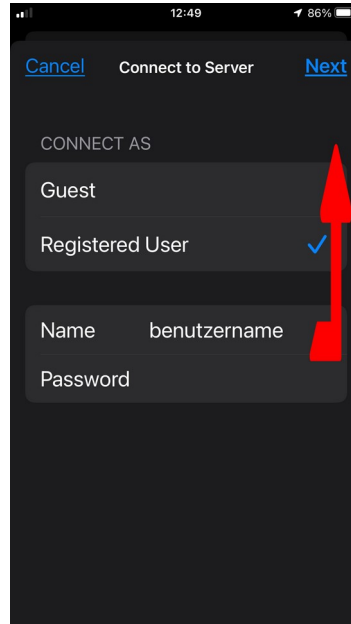 12:49 86%
Cancel Connect to Server Next
CONNECT AS
Guest
Registered User
Name benutzername
Password